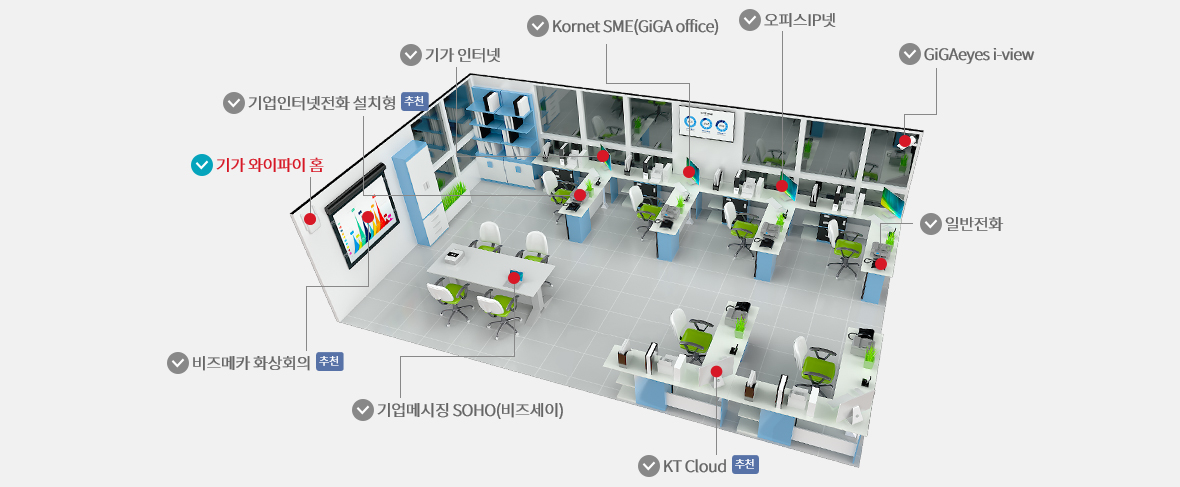 Kornet SME(GiGA office)
오피스IP넷
기가 인터넷
GiGAeyes i-view
기업인터넷전화 설치형 추천
기가 와이파이 홈
일반전화
비즈메카 화상회의 추천
기업메시징 SOHO(비즈세이)
KT Cloud 추천